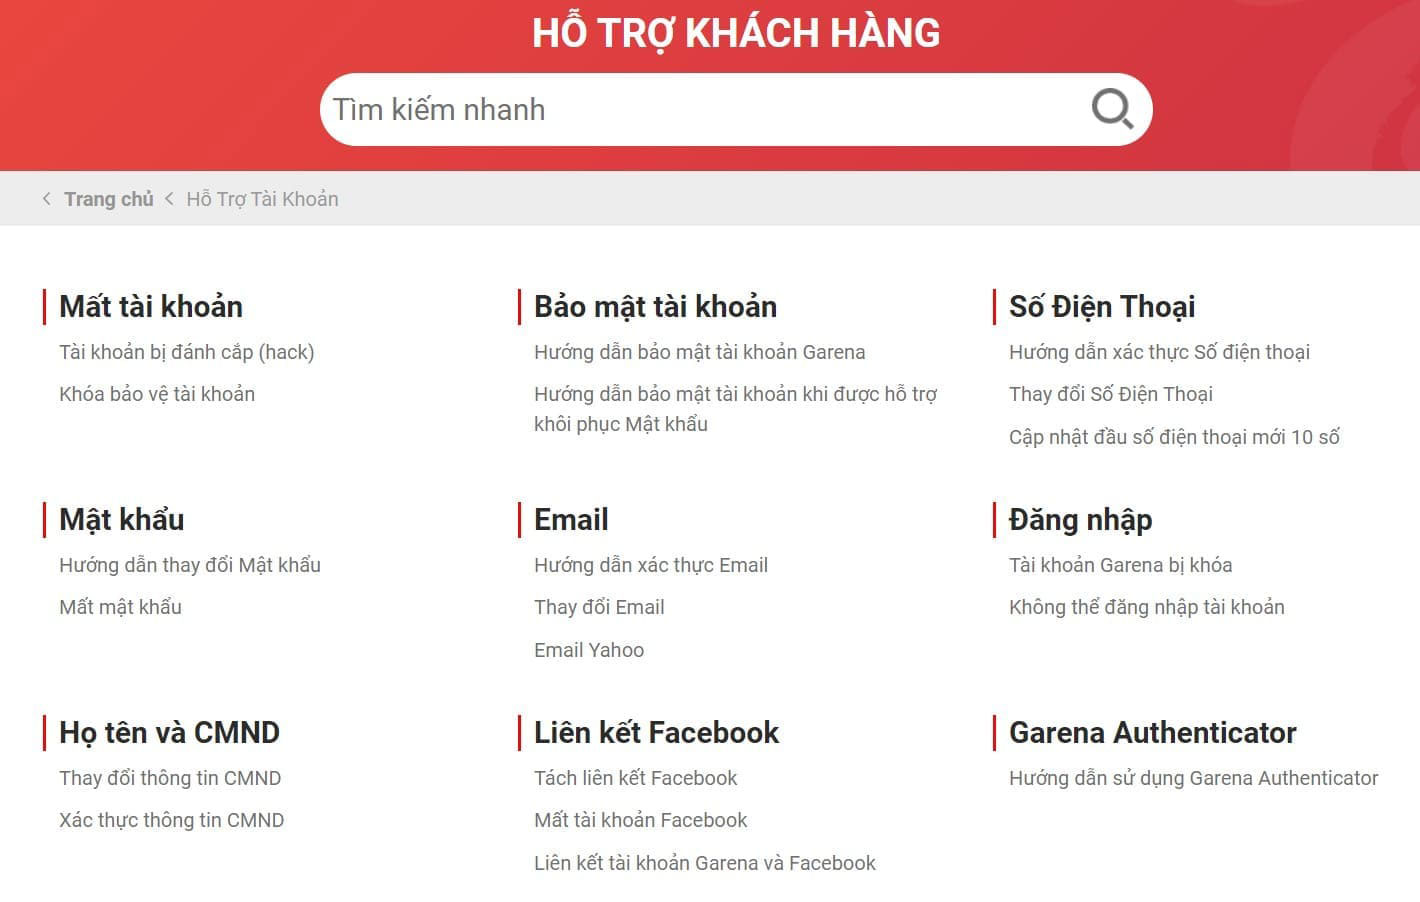 HỖ TRỢ KHÁCH HÀNG
Tìm kiếm nhanh
Trang chủ
Hỗ Trợ Tài Khoản
Mất tài khoản
Tài khoản bị đánh cắp (hack)
Khóa bảo vệ tài khoản
Bảo mật tài khoản
Hướng dẫn bảo mật tài khoản Garena
Hướng dẫn bảo mật tài khoản khi được hỗ trợ
khôi phục Mật khẩu
Số Điện Thoại
Hướng dẫn xác thực Số điện thoại
Thay đổi Số Điện Thoại
Cập nhật đầu số điện thoại mới 10 số
Mật khẩu
Hướng dẫn thay đổi Mật khẩu
Mất mật khẩu
Email
Hướng dẫn xác thực Email
Thay đổi Email
Email Yahoo
Đăng nhập
Tài khoản Garena bị khóa
Không thể đăng nhập tài khoản
Họ tên và CMND
Thay đổi thông tin CMND
Xác thực thông tin CMND
Liên kết Facebook
Tách liên kết Facebook
Mất tài khoản Facebook
Liên kết tài khoản Garena và Facebook
Garena Authenticator
Hướng dẫn sử dụng Garena Authenticator